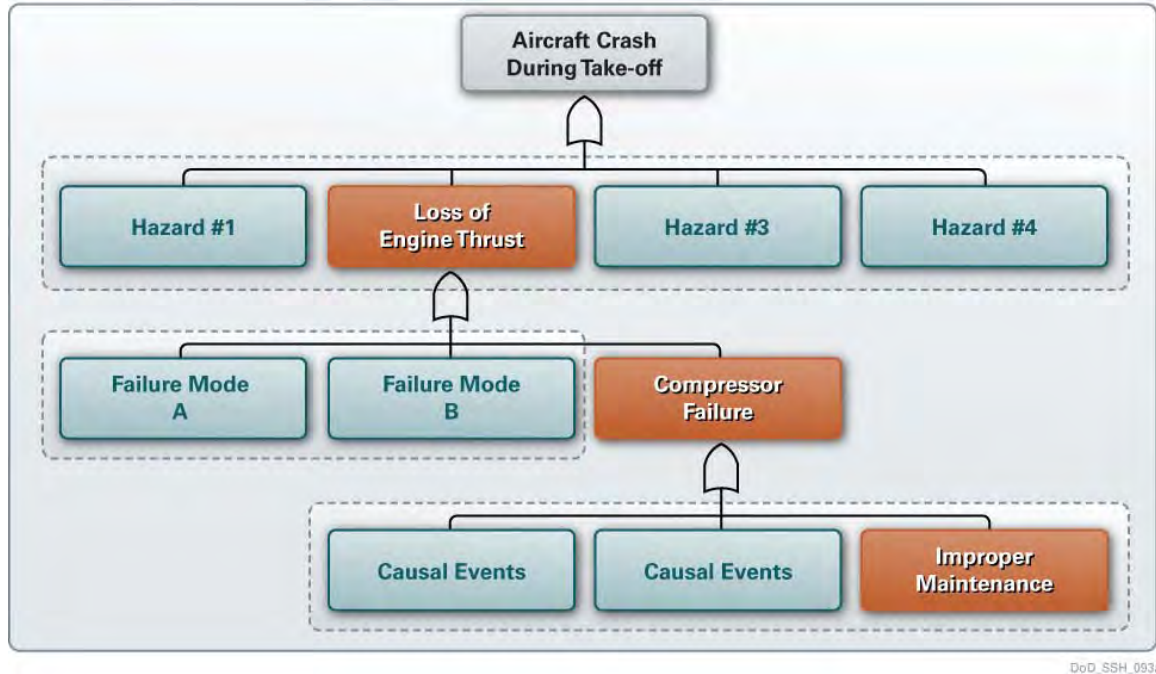 Aircraft Crash
During Take-off
Hazard #1
Loss of
Engine Thrust
Hazard #3
Hazard #4
Failure Mode
A
Failure Mode
B
Compressor
Failure
Causal Events
Causal Events
Improper
Maintenance
DoD_SSH_093a